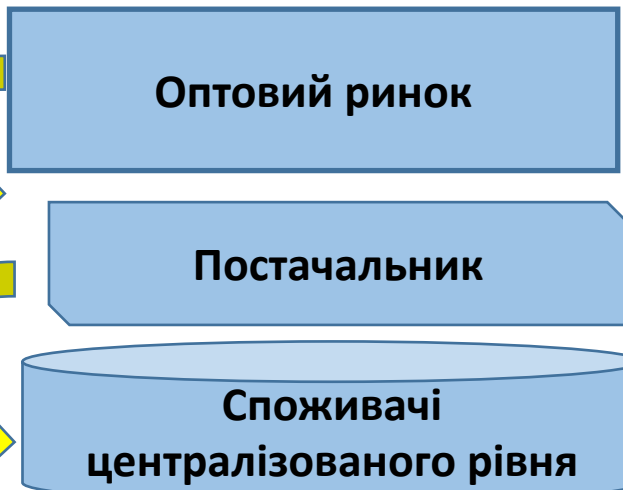 Оптовий ринок
Постачальник
Споживачі
централізованого рівня